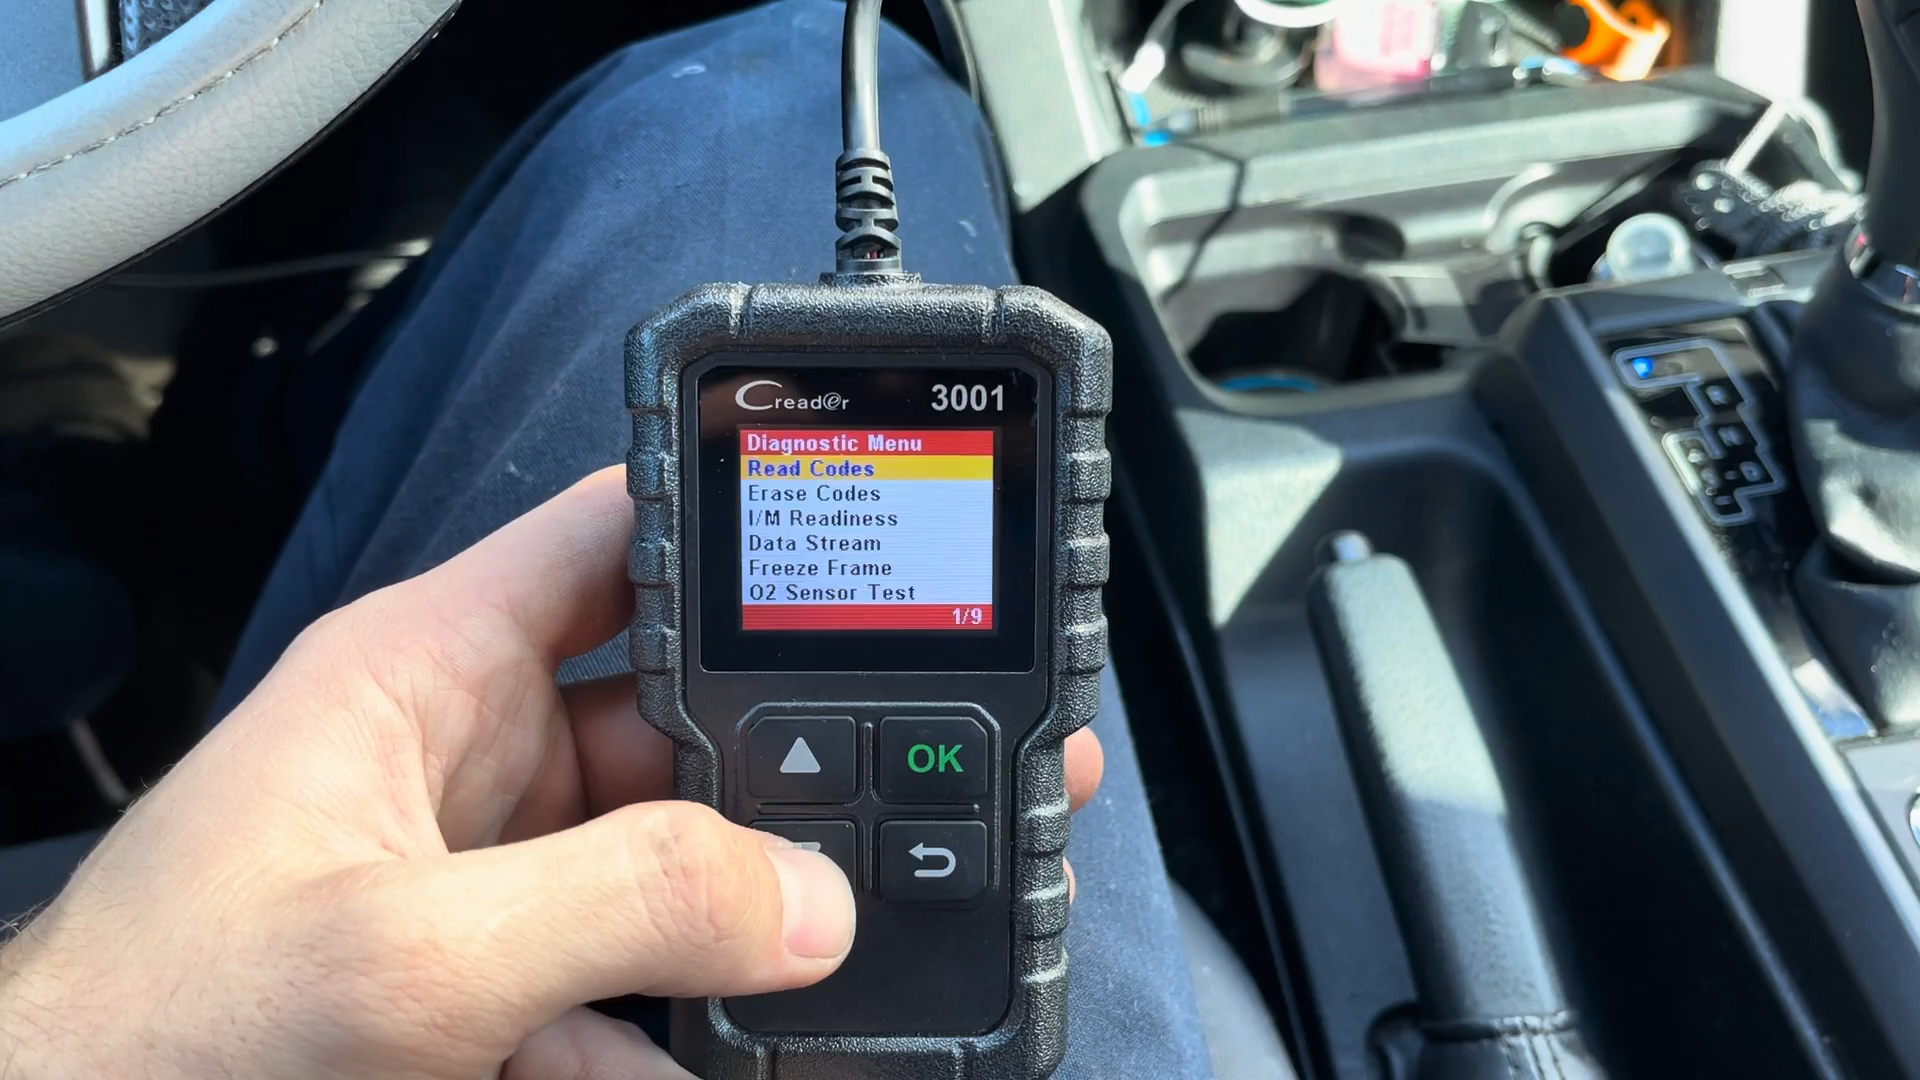 Creader 3001
Diagnostic Menu
Read Codes
Erase Codes
I/M Readiness
Data Stream
Freeze Frame
O2 Sensor Test
1/9
OK